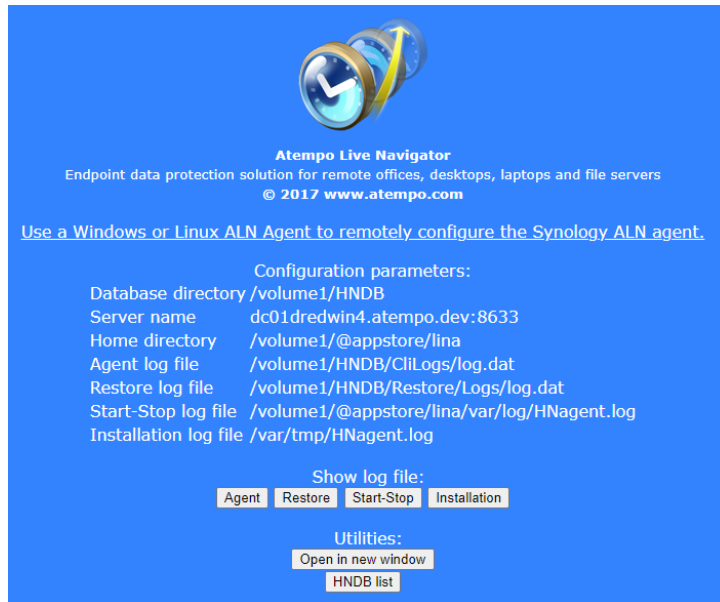 Atempo Live Navigator
Endpoint data protection solution for remote offices, desktops, laptops and file servers
© 2017 www.atempo.com
Use a Windows or Linux ALN Agent to remotely configure the Synology ALN agent.
Configuration parameters:
Database directory /volume1/HNDB
Server name dc01dredwin4.atempo.dev:8633
Home directory /volume1/@appstore/lina
Agent log file /volume1/HNDB/CliLogs/log.dat
Restore log file /volume1/HNDB/Restore/Logs/log.dat
Start-Stop log file /volume1/@appstore/lina/var/log/HNagent.log
Installation log file /var/tmp/HNagent.log
Show log file:
Agent Restore Start-Stop Installation
Utilities:
Open in new window
HNDB list